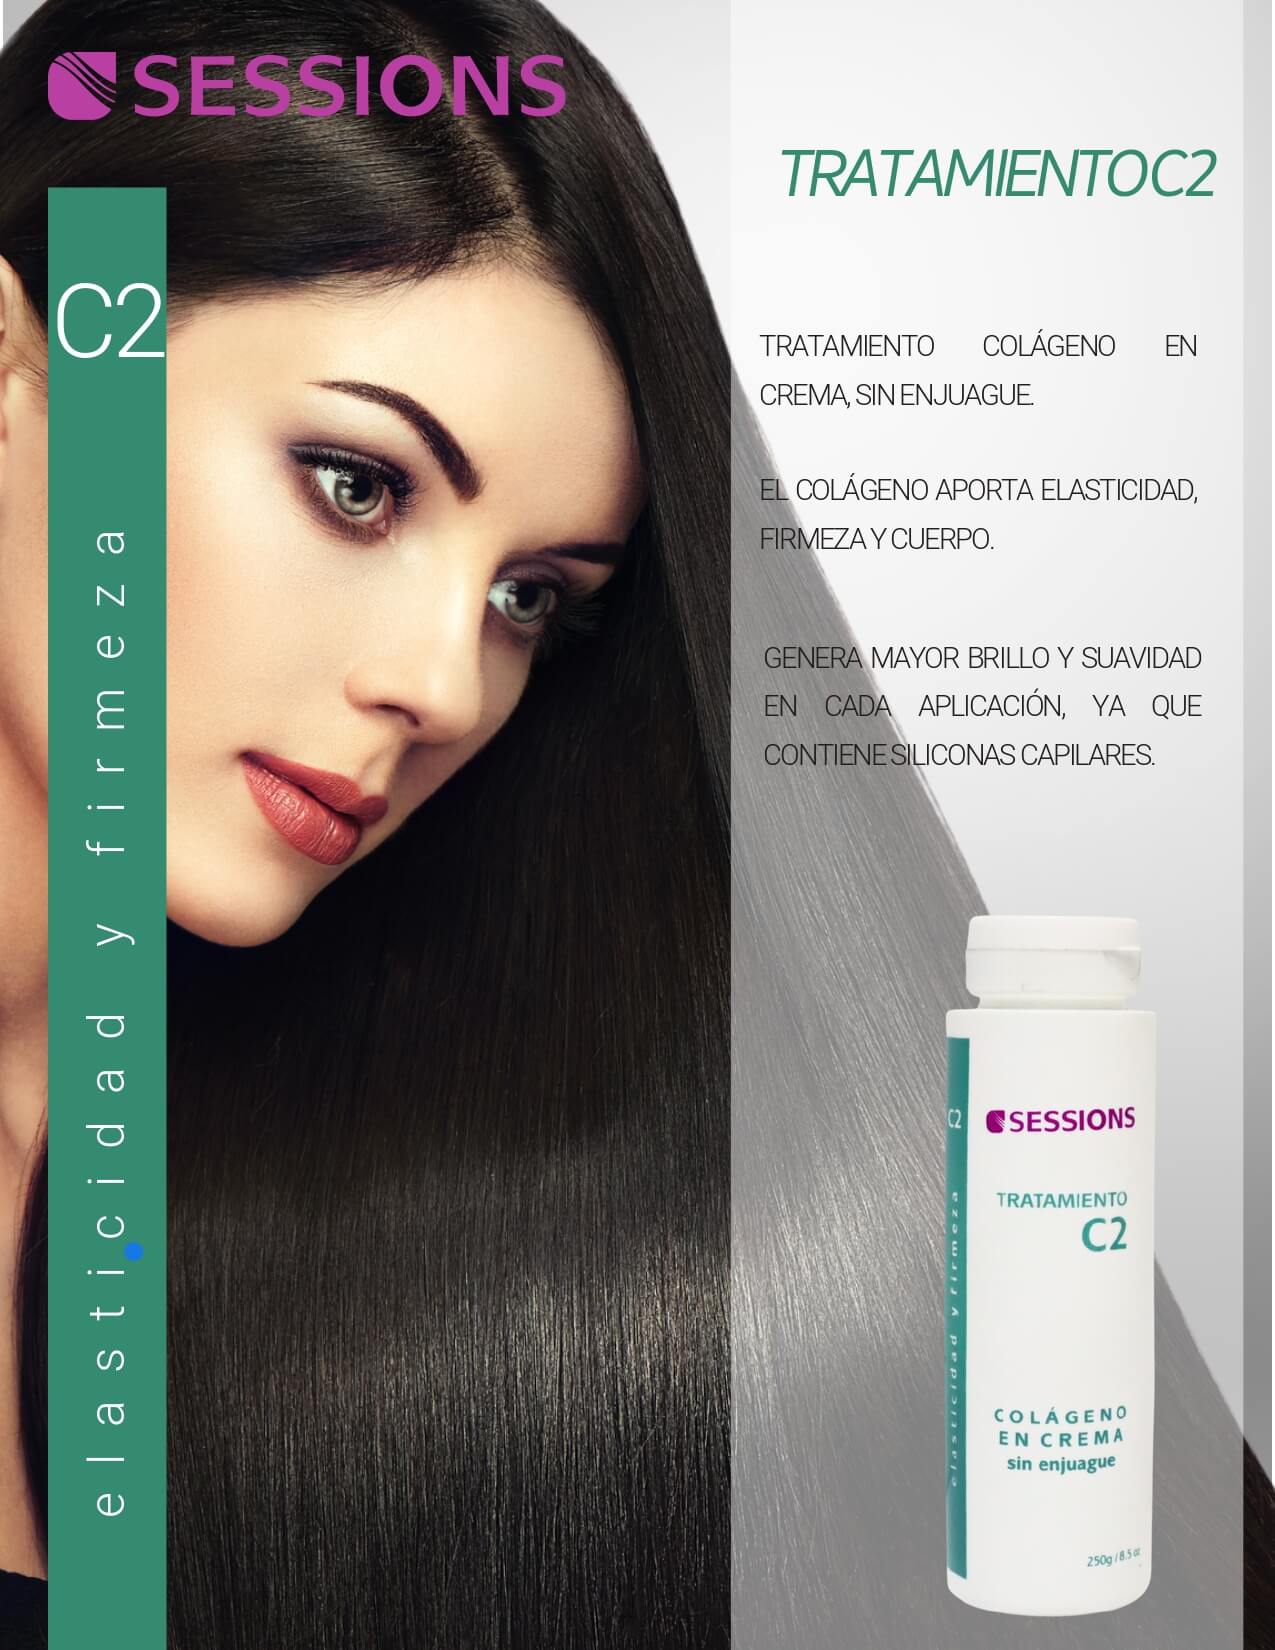 SESSIONS
TRATAMIENTO C2
C2
elasticidad y firmeza
TRATAMIENTO COLÁGENO EN
CREMA, SIN ENJUAGUE.
EL COLÁGENO APORTA ELASTICIDAD,
FIRMEZA Y CUERPO.
GENERA MAYOR BRILLO Y SUAVIDAD
EN CADA APLICACIÓN, YA QUE
CONTIENE SILICONAS CAPILARES.
C2
elasticidad y firmeza
SESSIONS
TRATAMIENTO
C2
COLÁGENO
EN CREMA
sin enjuague
250g / 8.5 oz